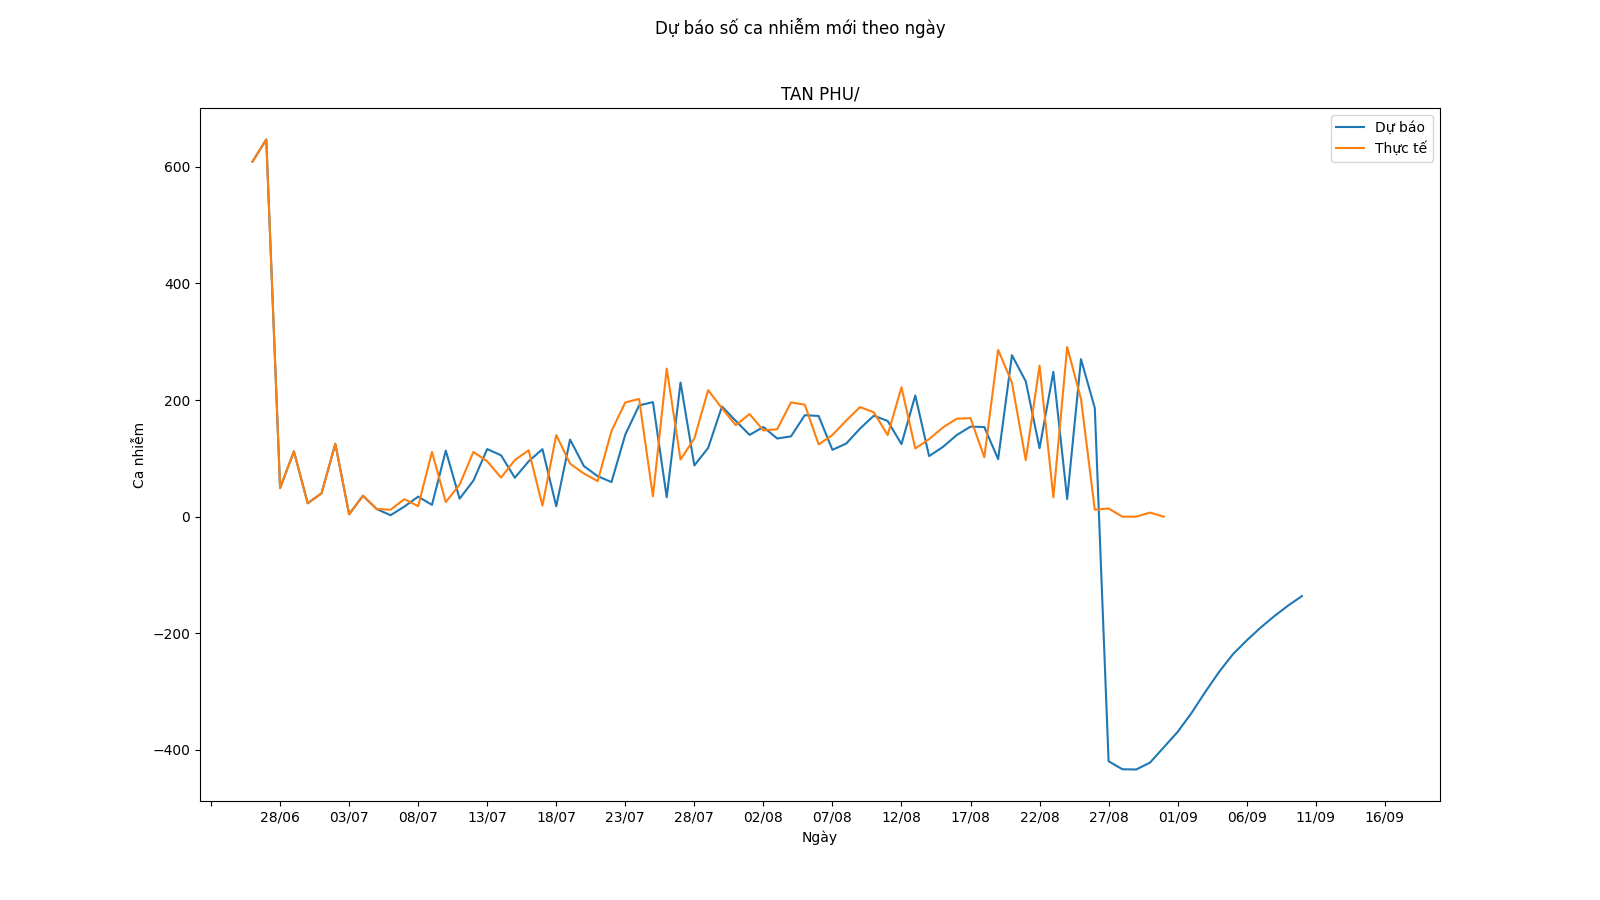 Dự báo số ca nhiễm mới theo ngày
TAN PHU/
Dự báo
Thực tế
600
400
200
0
−200
−400
Ca nhiễm
28/06 03/07 08/07 13/07 18/07 23/07 28/07 02/08 07/08 12/08 17/08 22/08 27/08 01/09 06/09 11/09 16/09
Ngày